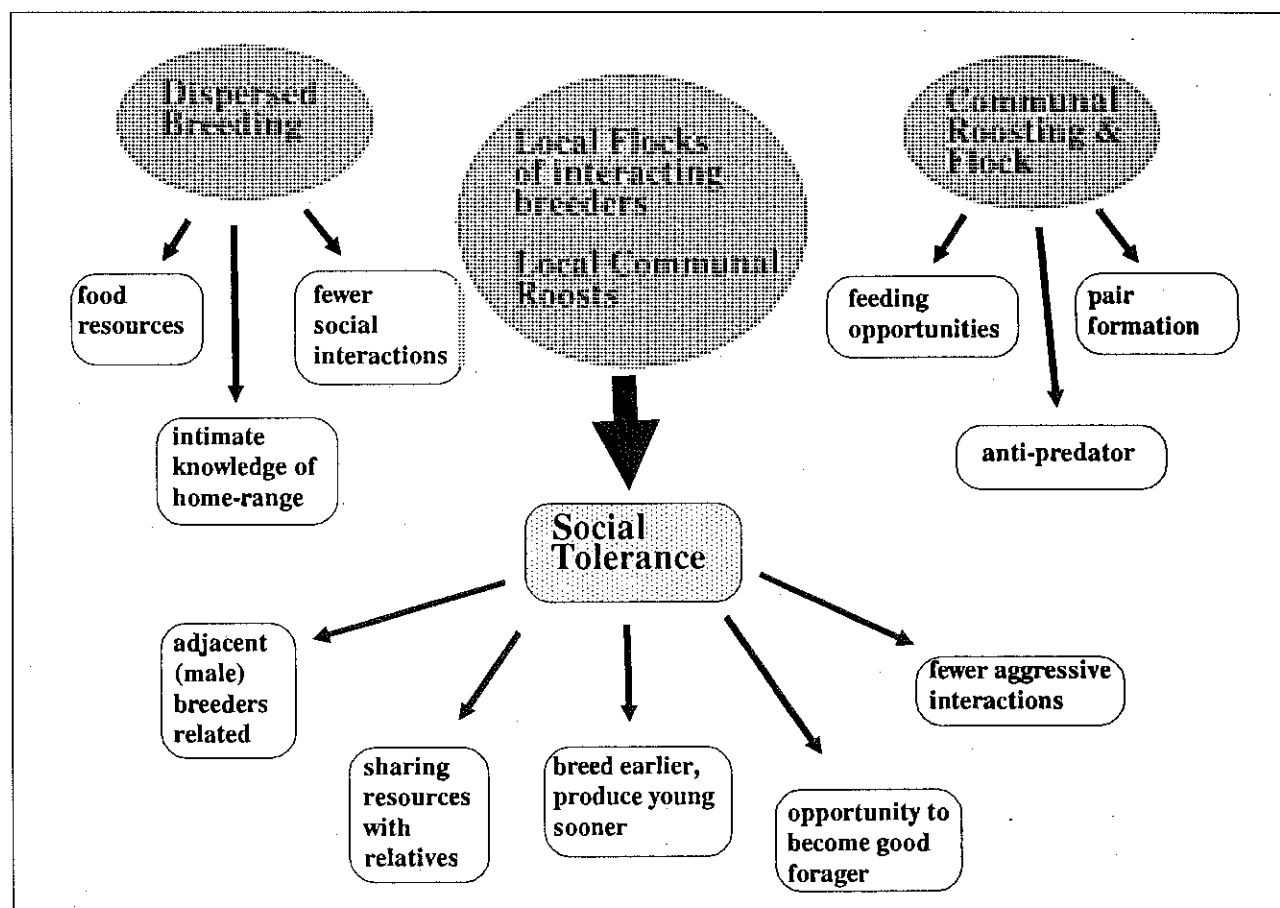 Dispersed
Breeding
Local Flocks
of interacting
breeders
Local Communal
Roosts
Communal
Roosting &
Flock
food
resources
fewer
social
interactions
intimate
knowledge of
home-range
feeding
opportunities
pair
formation
anti-predator
Social
Tolerance
adjacent
(male)
breeders
related
sharing
resources
with
relatives
breed earlier,
produce young
sooner
opportunity to
become good
forager
fewer aggressive
interactions